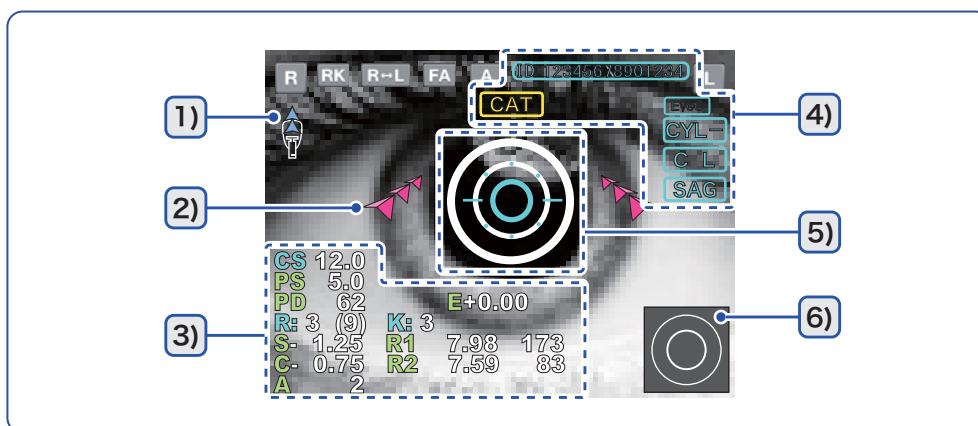 R RK R↔L FA A ID 12345678901234 L
1)
CAT
4)
CYL−
C L
SAG
2)
5)
CS 12.0
PS 5.0
PD 62 E+0.00
R: 3 (9) K: 3
3)
6)
S- 1.25 R1 7.98 173
C- 0.75 R2 7.59 83
A 2